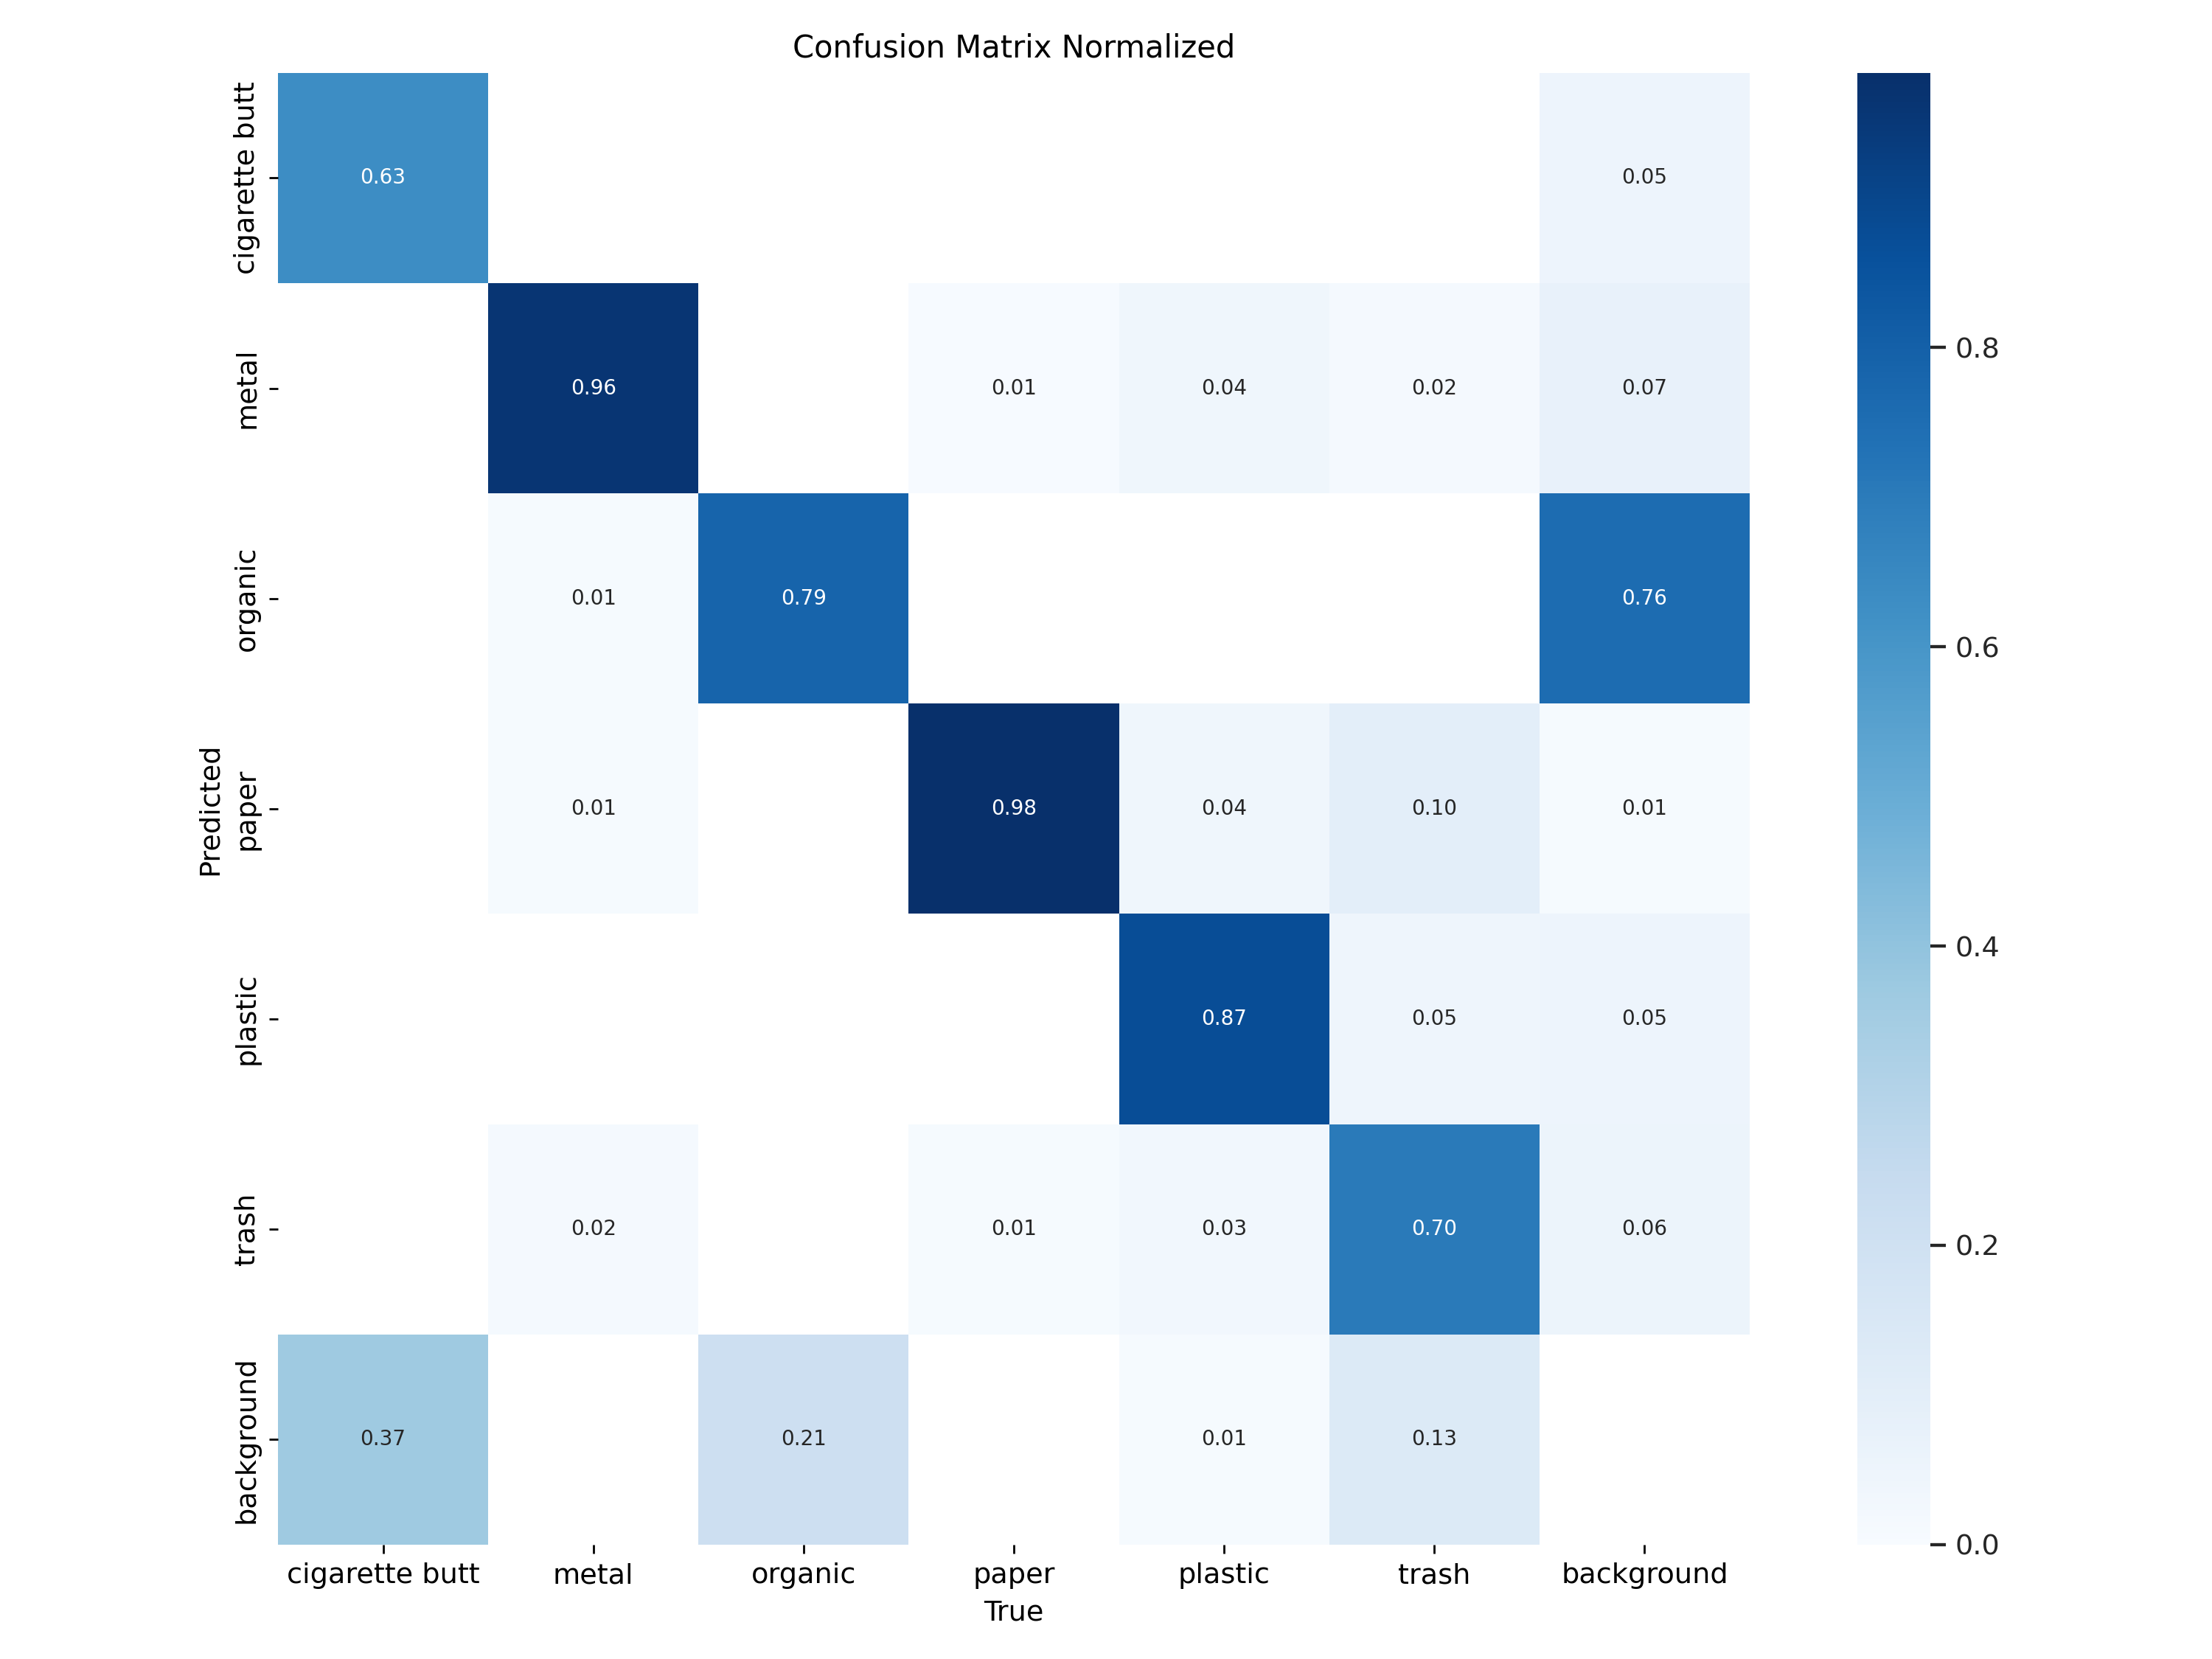 Confusion Matrix Normalized
cigarette butt
0.63
0.05
metal
0.96
0.01
0.04
0.02
0.07
organic
0.01
0.79
0.76
Predicted
paper
0.01
0.98
0.04
0.10
0.01
plastic
0.87
0.05
0.05
trash
0.02
0.01
0.03
0.70
0.06
background
0.37
0.21
0.01
0.13
cigarette butt
metal
organic
paper
plastic
trash
background
True
0.8
0.6
0.4
0.2
0.0